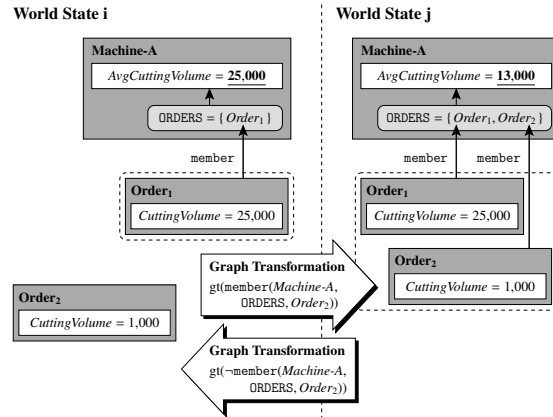 World State i
World State j
Machine-A
AvgCuttingVolume = 25,000
ORDERS = { Order1 }
member
Order1
CuttingVolume = 25,000
Order2
CuttingVolume = 1,000
Machine-A
AvgCuttingVolume = 13,000
ORDERS = { Order1, Order2 }
member
member
Order1
CuttingVolume = 25,000
Order2
CuttingVolume = 1,000
Graph Transformation
gt(member(Machine-A,
ORDERS, Order2))
Graph Transformation
gt(¬member(Machine-A,
ORDERS, Order2))